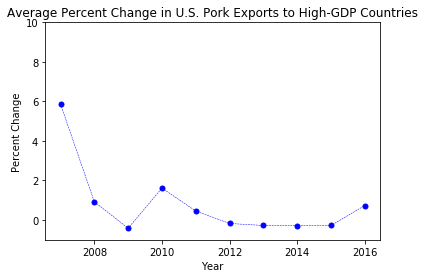 Average Percent Change in U.S. Pork Exports to High-GDP Countries
10
8
6
4
2
0
Percent Change
2008 2010 2012 2014 2016
Year